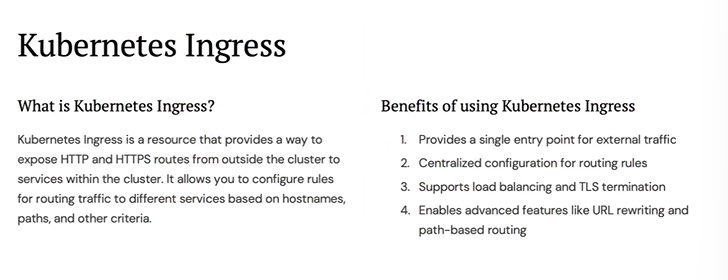 Kubernetes Ingress
What is Kubernetes Ingress?
Kubernetes Ingress is a resource that provides a way to
expose HTTP and HTTPS routes from outside the cluster to
services within the cluster. It allows you to configure rules
for routing traffic to different services based on hostnames,
paths, and other criteria.
Benefits of using Kubernetes Ingress
1. Provides a single entry point for external traffic
2. Centralized configuration for routing rules
3. Supports load balancing and TLS termination
4. Enables advanced features like URL rewriting and
path-based routing